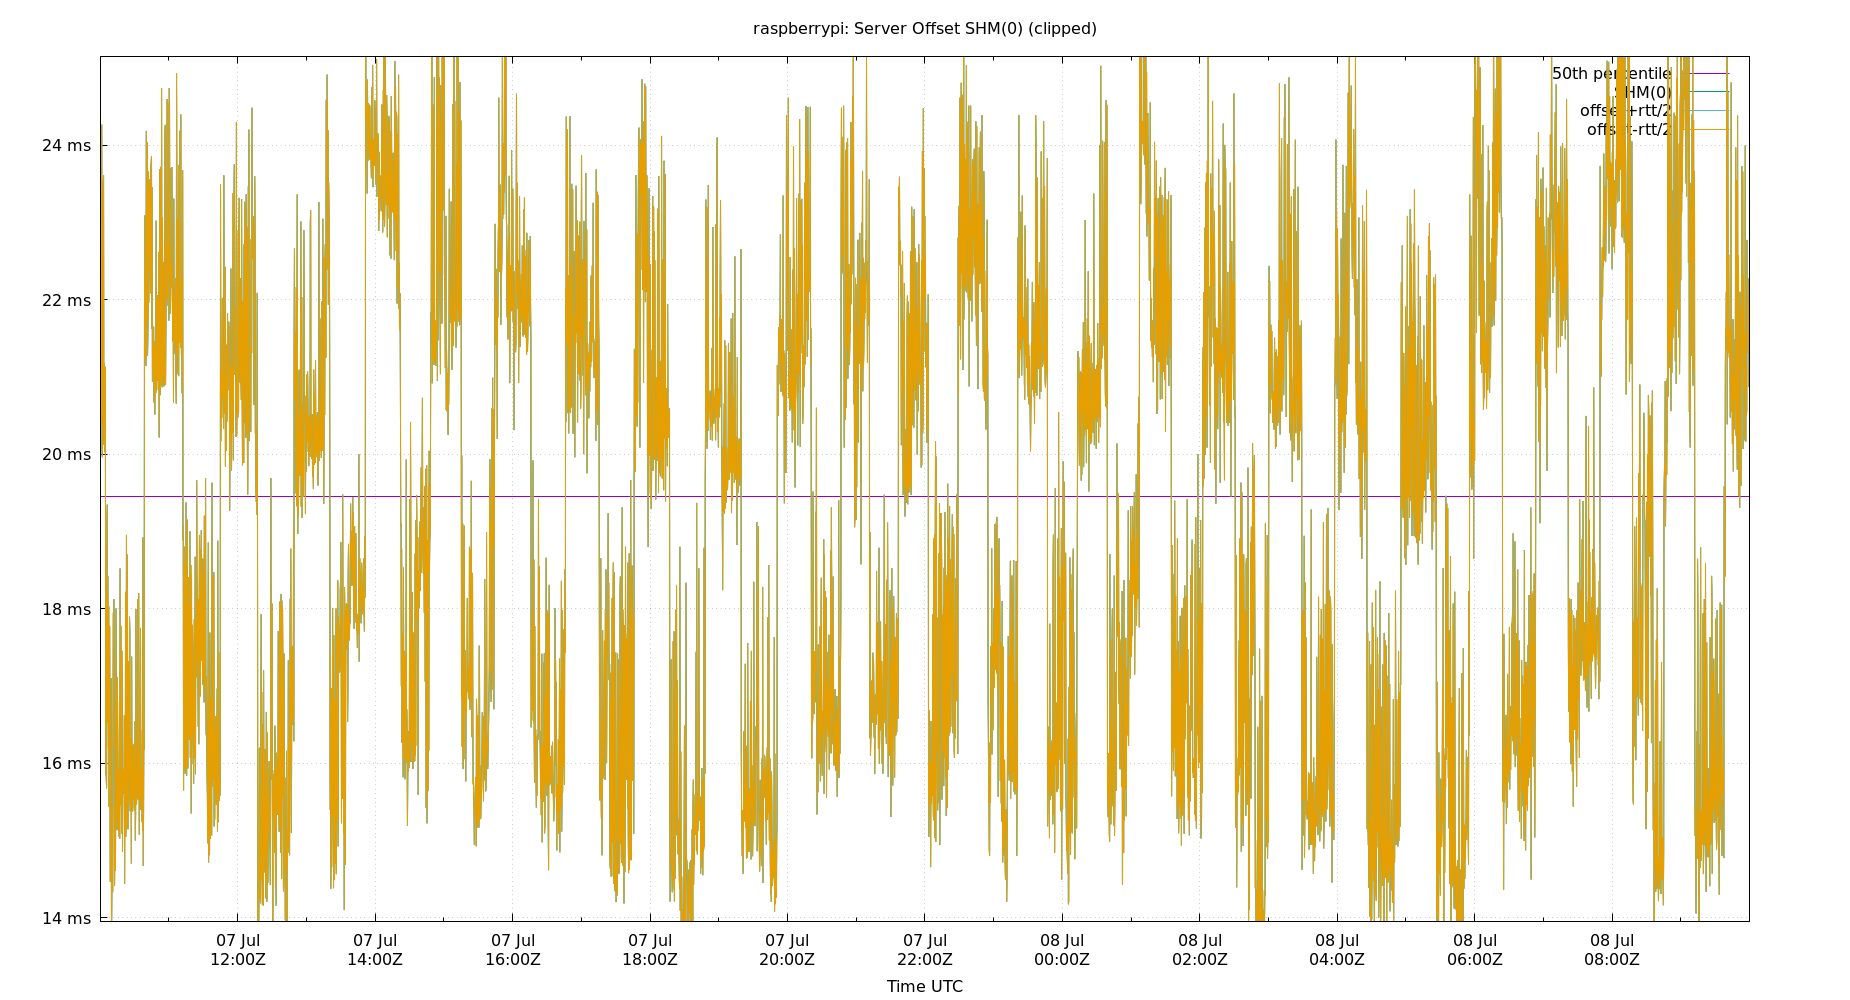 raspberrypi: Server Offset SHM(0) (clipped)
50th percentile
SHM(0)
offset+rtt/2
offset-rtt/2
24 ms
22 ms
20 ms
18 ms
16 ms
14 ms
07 Jul 07 Jul 07 Jul 07 Jul 07 Jul 07 Jul 08 Jul 08 Jul 08 Jul 08 Jul 08 Jul
12:00Z 14:00Z 16:00Z 18:00Z 20:00Z 22:00Z 00:00Z 02:00Z 04:00Z 06:00Z 08:00Z
Time UTC